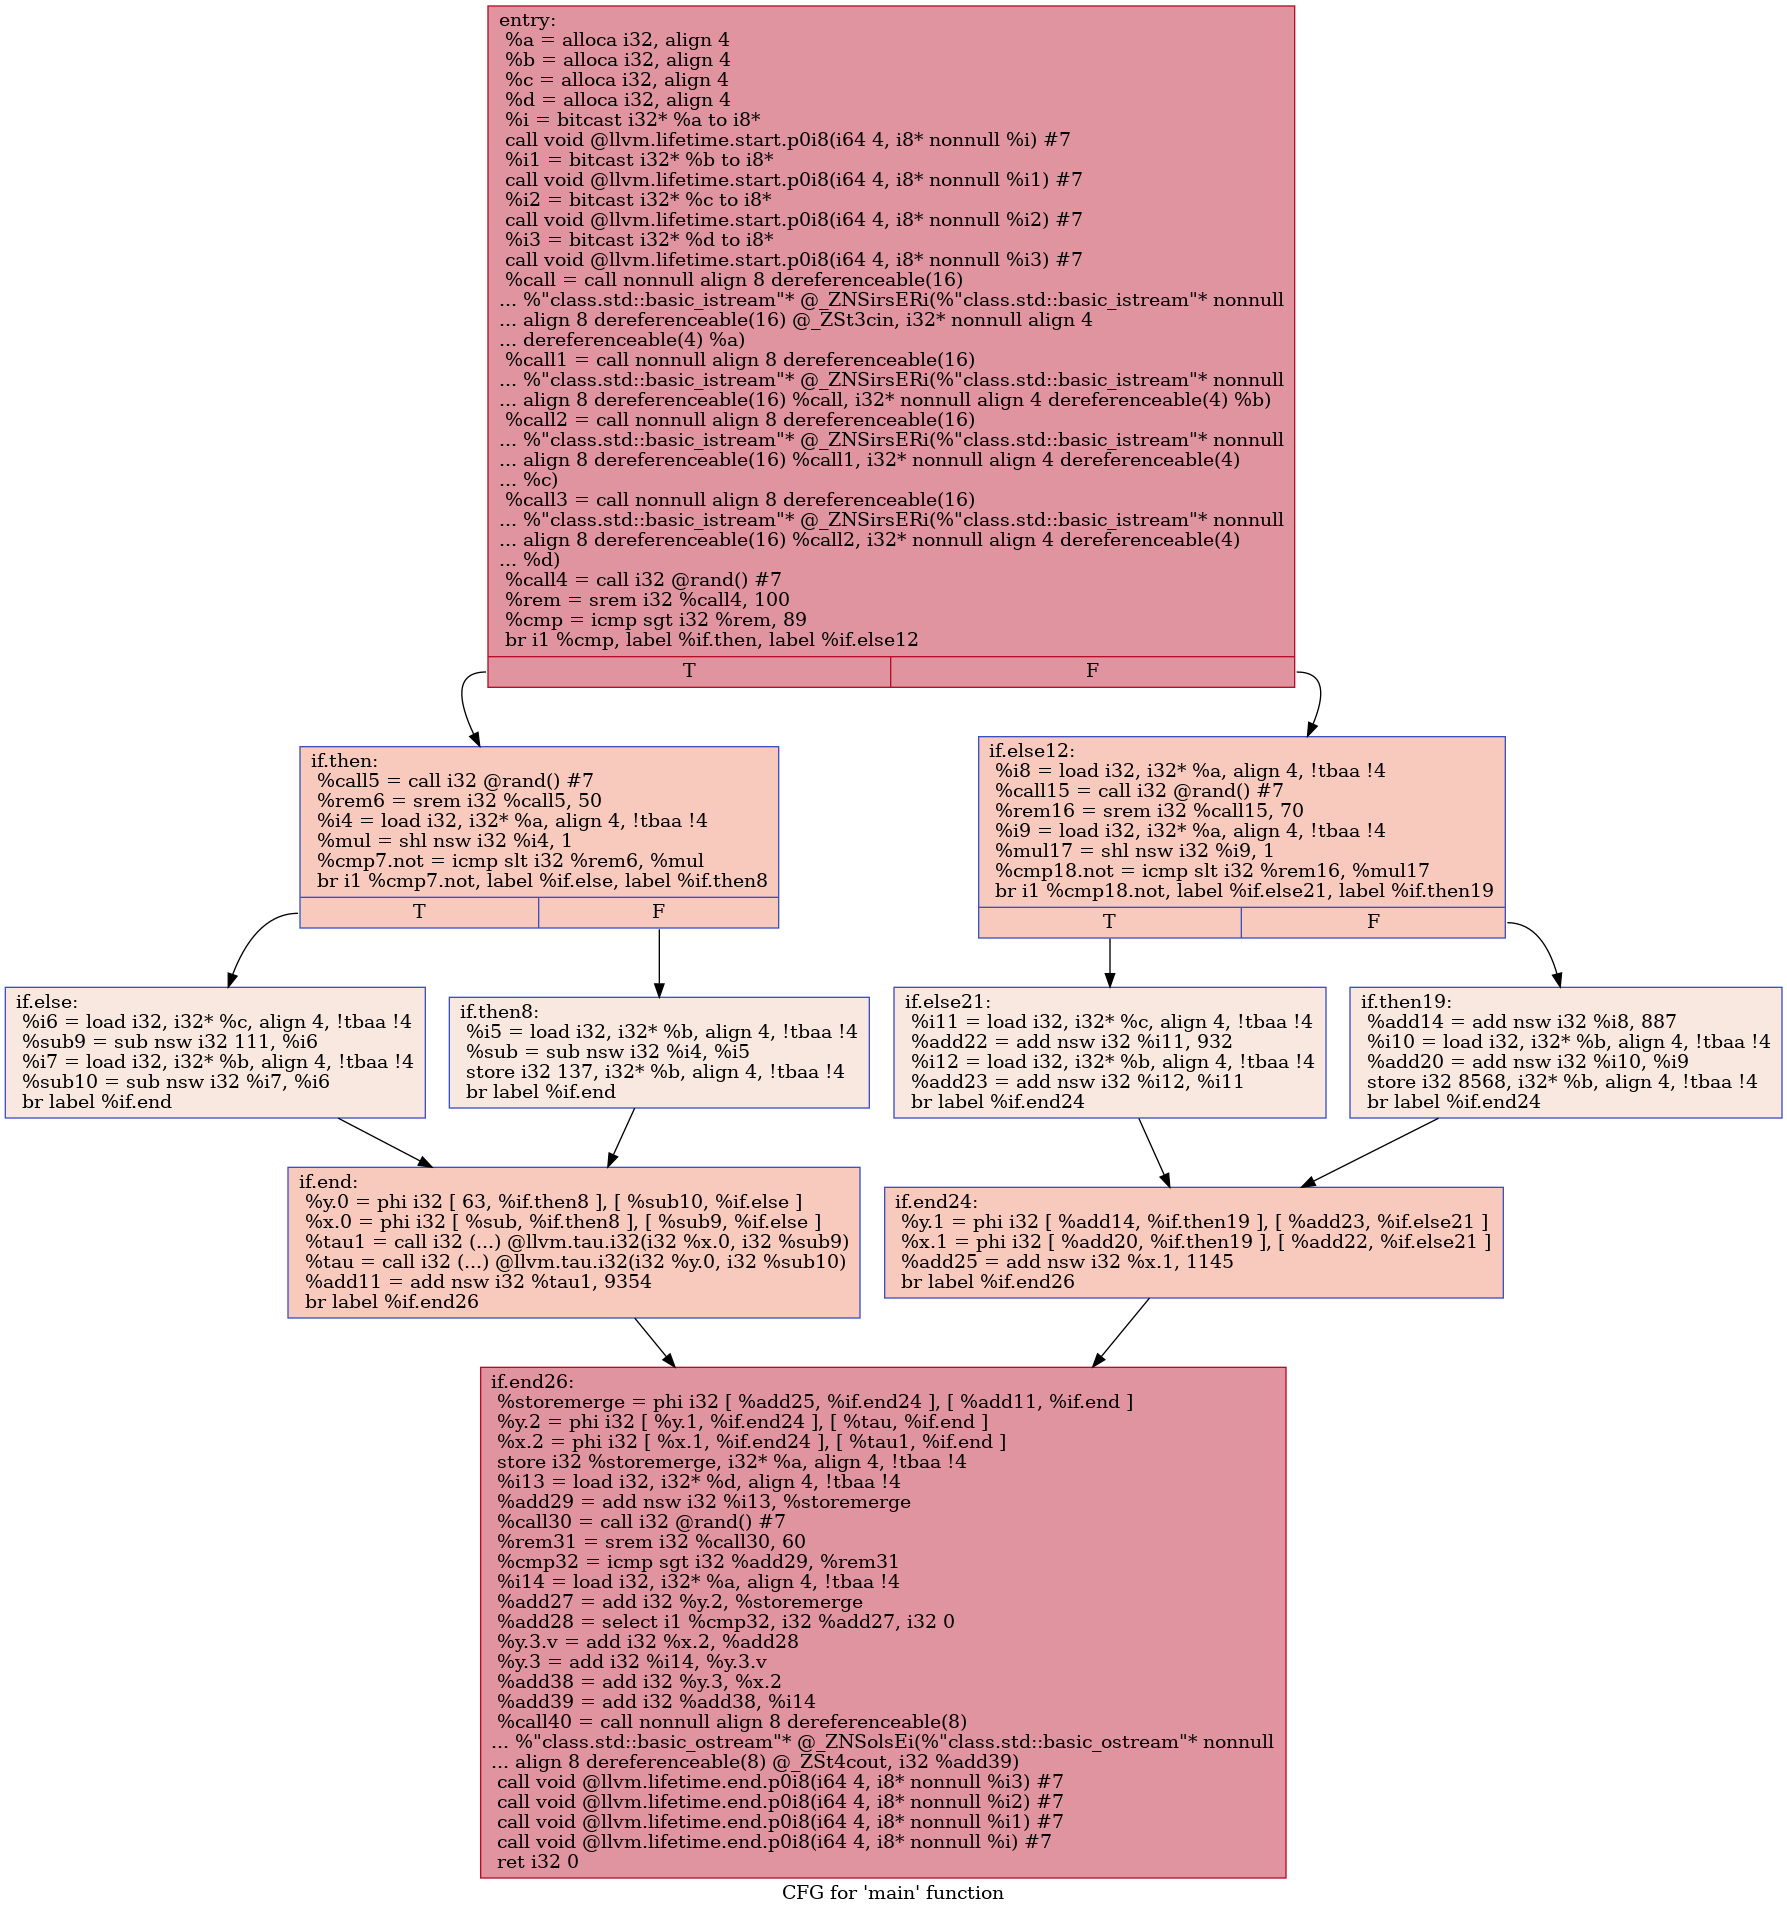 entry:
%a = alloca i32, align 4
%b = alloca i32, align 4
%c = alloca i32, align 4
%d = alloca i32, align 4
%i = bitcast i32* %a to i8*
call void @llvm.lifetime.start.p0i8(i64 4, i8* nonnull %i) #7
%i1 = bitcast i32* %b to i8*
call void @llvm.lifetime.start.p0i8(i64 4, i8* nonnull %i1) #7
%i2 = bitcast i32* %c to i8*
call void @llvm.lifetime.start.p0i8(i64 4, i8* nonnull %i2) #7
%i3 = bitcast i32* %d to i8*
call void @llvm.lifetime.start.p0i8(i64 4, i8* nonnull %i3) #7
%call = call nonnull align 8 dereferenceable(16)
... %"class.std::basic_istream"* @_ZNSirsERi(%"class.std::basic_istream"* nonnull
... align 8 dereferenceable(16) @_ZSt3cin, i32* nonnull align 4
... dereferenceable(4) %a)
%call1 = call nonnull align 8 dereferenceable(16)
... %"class.std::basic_istream"* @_ZNSirsERi(%"class.std::basic_istream"* nonnull
... align 8 dereferenceable(16) %call, i32* nonnull align 4 dereferenceable(4) %b)
%call2 = call nonnull align 8 dereferenceable(16)
... %"class.std::basic_istream"* @_ZNSirsERi(%"class.std::basic_istream"* nonnull
... align 8 dereferenceable(16) %call1, i32* nonnull align 4 dereferenceable(4)
... %c)
%call3 = call nonnull align 8 dereferenceable(16)
... %"class.std::basic_istream"* @_ZNSirsERi(%"class.std::basic_istream"* nonnull
... align 8 dereferenceable(16) %call2, i32* nonnull align 4 dereferenceable(4)
... %d)
%call4 = call i32 @rand() #7
%rem = srem i32 %call4, 100
%cmp = icmp sgt i32 %rem, 89
br i1 %cmp, label %if.then, label %if.else12
T
F
if.then:
%call5 = call i32 @rand() #7
%rem6 = srem i32 %call5, 50
%i4 = load i32, i32* %a, align 4, !tbaa !4
%mul = shl nsw i32 %i4, 1
%cmp7.not = icmp slt i32 %rem6, %mul
br i1 %cmp7.not, label %if.else, label %if.then8
T
F
if.else12:
%i8 = load i32, i32* %a, align 4, !tbaa !4
%call15 = call i32 @rand() #7
%rem16 = srem i32 %call15, 70
%i9 = load i32, i32* %a, align 4, !tbaa !4
%mul17 = shl nsw i32 %i9, 1
%cmp18.not = icmp slt i32 %rem16, %mul17
br i1 %cmp18.not, label %if.else21, label %if.then19
T
F
if.else:
%i6 = load i32, i32* %c, align 4, !tbaa !4
%sub9 = sub nsw i32 111, %i6
%i7 = load i32, i32* %b, align 4, !tbaa !4
%sub10 = sub nsw i32 %i7, %i6
br label %if.end
if.then8:
%i5 = load i32, i32* %b, align 4, !tbaa !4
%sub = sub nsw i32 %i4, %i5
store i32 137, i32* %b, align 4, !tbaa !4
br label %if.end
if.else21:
%i11 = load i32, i32* %c, align 4, !tbaa !4
%add22 = add nsw i32 %i11, 932
%i12 = load i32, i32* %b, align 4, !tbaa !4
%add23 = add nsw i32 %i12, %i11
br label %if.end24
if.then19:
%add14 = add nsw i32 %i8, 887
%i10 = load i32, i32* %b, align 4, !tbaa !4
%add20 = add nsw i32 %i10, %i9
store i32 8568, i32* %b, align 4, !tbaa !4
br label %if.end24
if.end:
%y.0 = phi i32 [ 63, %if.then8 ], [ %sub10, %if.else ]
%x.0 = phi i32 [ %sub, %if.then8 ], [ %sub9, %if.else ]
%tau1 = call i32 (...) @llvm.tau.i32(i32 %x.0, i32 %sub9)
%tau = call i32 (...) @llvm.tau.i32(i32 %y.0, i32 %sub10)
%add11 = add nsw i32 %tau1, 9354
br label %if.end26
if.end24:
%y.1 = phi i32 [ %add14, %if.then19 ], [ %add23, %if.else21 ]
%x.1 = phi i32 [ %add20, %if.then19 ], [ %add22, %if.else21 ]
%add25 = add nsw i32 %x.1, 1145
br label %if.end26
if.end26:
%storemerge = phi i32 [ %add25, %if.end24 ], [ %add11, %if.end ]
%y.2 = phi i32 [ %y.1, %if.end24 ], [ %tau, %if.end ]
%x.2 = phi i32 [ %x.1, %if.end24 ], [ %tau1, %if.end ]
store i32 %storemerge, i32* %a, align 4, !tbaa !4
%i13 = load i32, i32* %d, align 4, !tbaa !4
%add29 = add nsw i32 %i13, %storemerge
%call30 = call i32 @rand() #7
%rem31 = srem i32 %call30, 60
%cmp32 = icmp sgt i32 %add29, %rem31
%i14 = load i32, i32* %a, align 4, !tbaa !4
%add27 = add i32 %y.2, %storemerge
%add28 = select i1 %cmp32, i32 %add27, i32 0
%y.3.v = add i32 %x.2, %add28
%y.3 = add i32 %i14, %y.3.v
%add38 = add i32 %y.3, %x.2
%add39 = add i32 %add38, %i14
%call40 = call nonnull align 8 dereferenceable(8)
... %"class.std::basic_ostream"* @_ZNSolsEi(%"class.std::basic_ostream"* nonnull
... align 8 dereferenceable(8) @_ZSt4cout, i32 %add39)
call void @llvm.lifetime.end.p0i8(i64 4, i8* nonnull %i3) #7
call void @llvm.lifetime.end.p0i8(i64 4, i8* nonnull %i2) #7
call void @llvm.lifetime.end.p0i8(i64 4, i8* nonnull %i1) #7
call void @llvm.lifetime.end.p0i8(i64 4, i8* nonnull %i) #7
ret i32 0
CFG for 'main' function